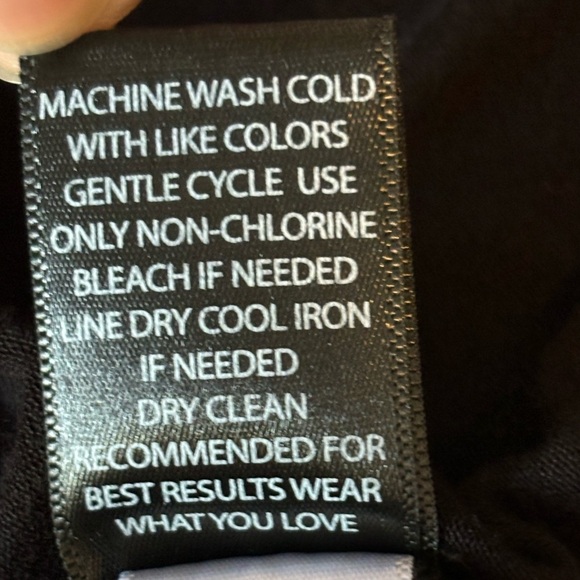 MACHINE WASH COLD
WITH LIKE COLORS
GENTLE CYCLE USE
ONLY NON-CHLORINE
BLEACH IF NEEDED
LINE DRY COOL IRON
IF NEEDED
DRY CLEAN
RECOMMENDED FOR
BEST RESULTS WEAR
WHAT YOU LOVE